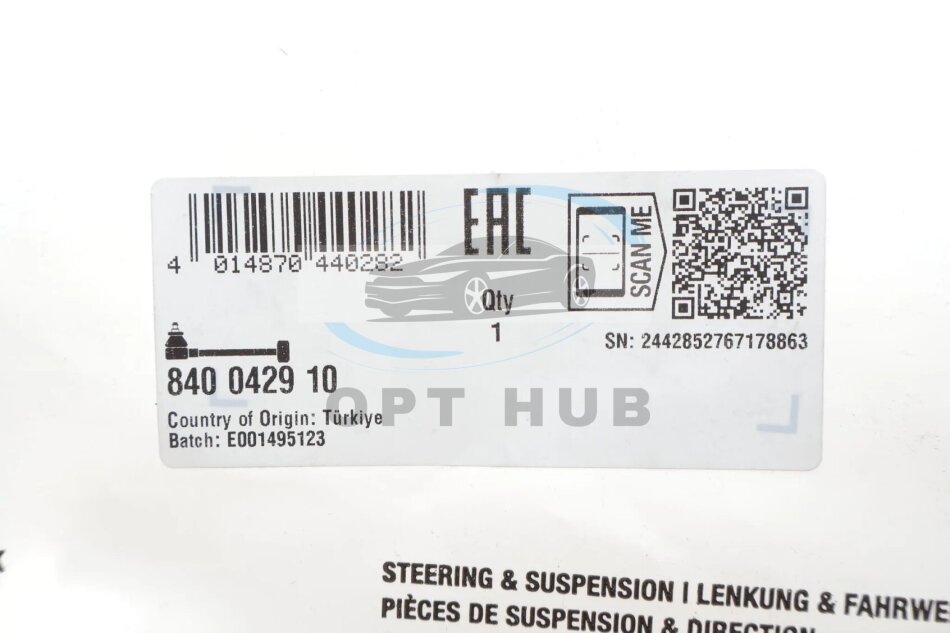 4 014870 440282
EAC
Qty
1
SCAN ME
SN: 2442852767178863
840 0429 10
OPT HUB
Country of Origin: Türkiye
Batch: E001495123
STEERING & SUSPENSION | LENKUNG & FAHRWE
PIÈCES DE SUSPENSION & DIRECTION